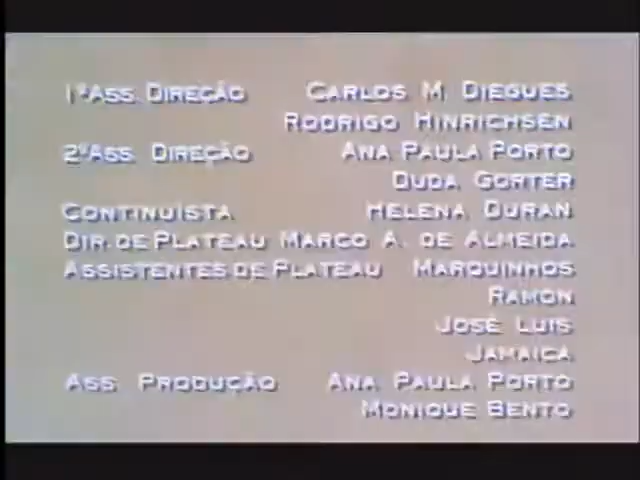 1ºASS. DIREÇÃO CARLOS M. DIEGUES
RODRIGO HINRICHSEN
2ºASS. DIREÇÃO ANA PAULA PORTO
DUDA GORTER
CONTINUÍSTA HELENA DURAN
DIR. DE PLATEAU MARCO A. DE ALMEIDA
ASSISTENTES DE PLATEAU MARQUINHOS
RAMON
JOSÉ LUIS
JAMAICA
ASS. PRODUÇÃO ANA PAULA PORTO
MONIQUE BENTO